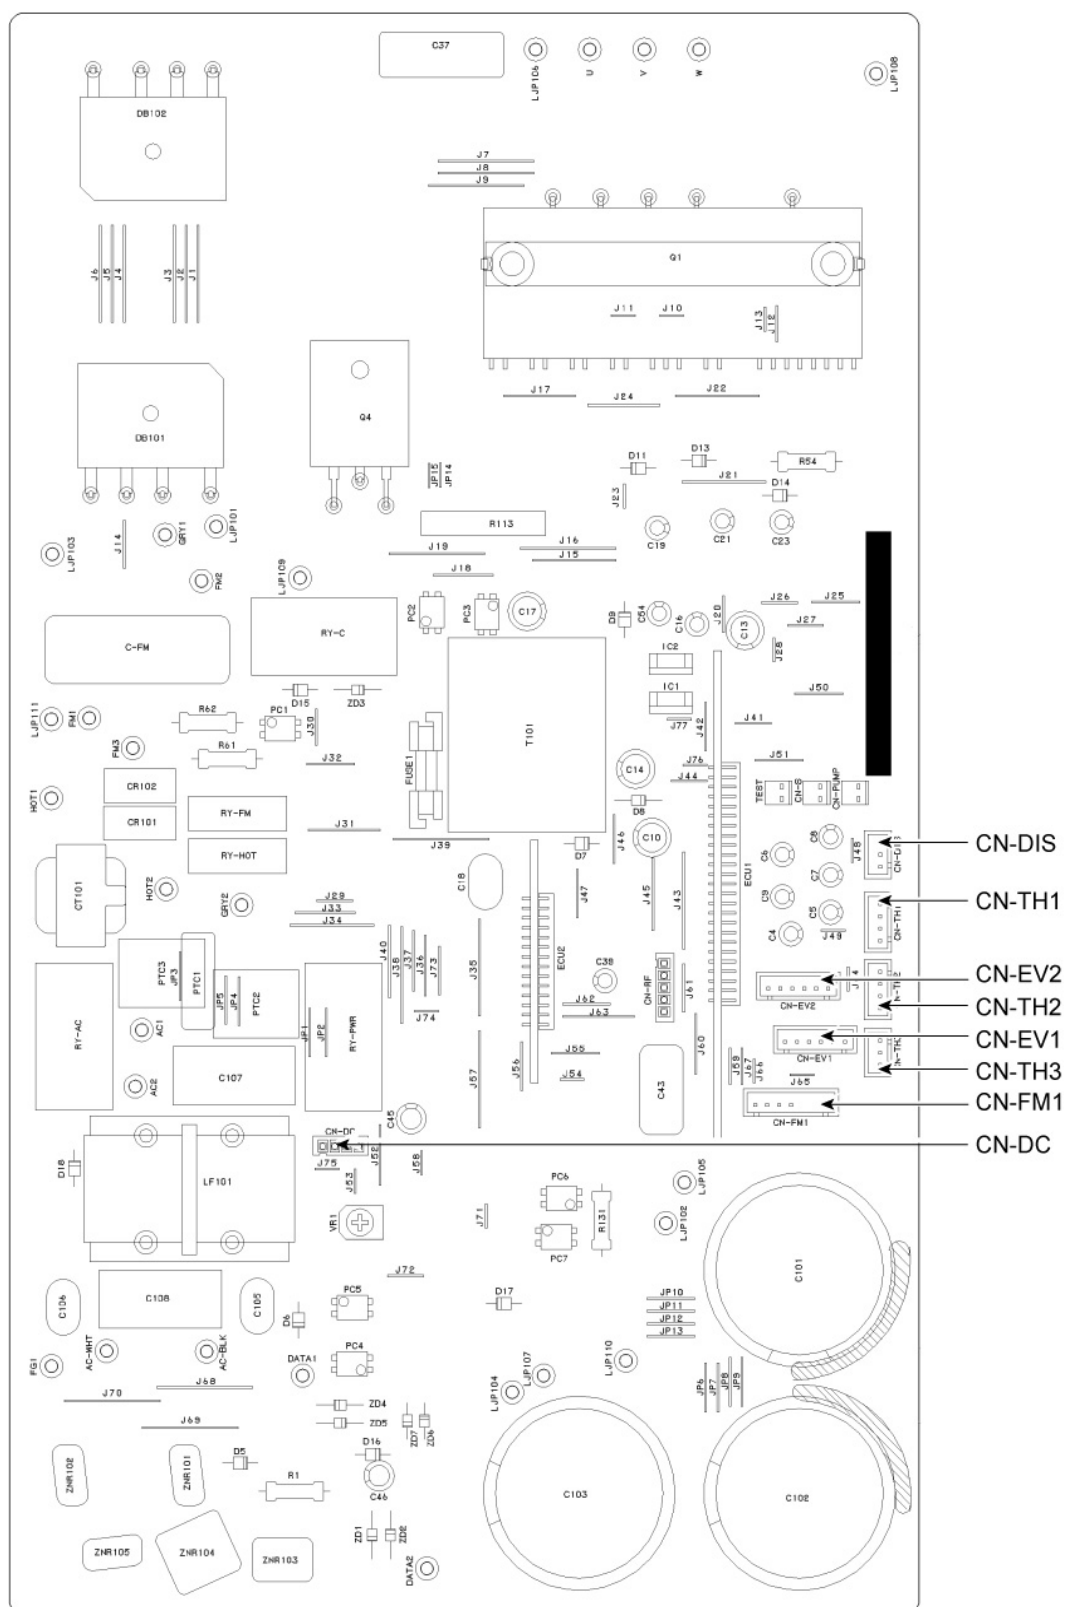 C37
LJP106
U
V
W
LJP108
DB102
J7
J8
J9
J6
J5
J4
J3
J2
J1
Q1
J11
J10
J13
J12
DB101
Q4
J17
J24
J22
JP15
JP14
D11
D13
R54
J21
D14
J23
R113
C19
C21
C23
LJP103
J14
GRY1
LJP101
FM2
LJP109
J19
J16
J15
J18
C-FM
RY-C
PC2
PC3
C17
D9
C54
C16
J20
C13
J26
J25
J27
J28
IC2
IC1
J77
J42
J50
J41
LJP111
FM1
R62
D15
ZD3
PC1
J30
FM3
R61
J32
FUSE1
T101
C14
J76
J44
J51
HOT1
CR102
CR101
RY-FM
RY-HOT
J31
J39
D8
C10
J46
D7
TEST
CN-S
CN-PUMP
C8
C6
J48
CN-DIS
CN-DIS
CT101
HOT2
GRY2
J29
J33
J34
C18
J47
J45
J43
ECU1
C7
C9
C5
C4
J49
CN-TH1
CN-TH1
PTC3
JP3
PTC1
JP5
JP4
PTC2
J40
J38
J37
J36
J73
J35
ECU2
C39
CN-RF
J61
CN-EV2
CN-EV2
CN-TH2
RY-AC
AC1
JP1
JP2
RY-PWR
J74
J62
J63
J60
CN-EV1
CN-EV1
CN-TH3
AC2
C107
J57
J56
J55
J54
C43
J59
J67
J66
J65
CN-FM1
CN-FM1
C45
CN-DC
CN-DC
J75
J52
J58
J53
D18
LF101
VR1
J71
PC6
PC7
R131
LJP105
LJP102
C101
J72
C106
C108
C105
D6
PC5
D17
JP10
JP11
JP12
JP13
FG1
AC-WHT
AC-BLK
DATA1
PC4
LJP104
LJP107
LJP110
JP6
JP7
JP8
JP9
J70
J68
J69
ZD4
ZD5
ZD7
ZD6
ZNR102
ZNR101
D5
R1
D16
C46
C103
C102
ZNR105
ZNR104
ZNR103
ZD1
ZD2
DATA2